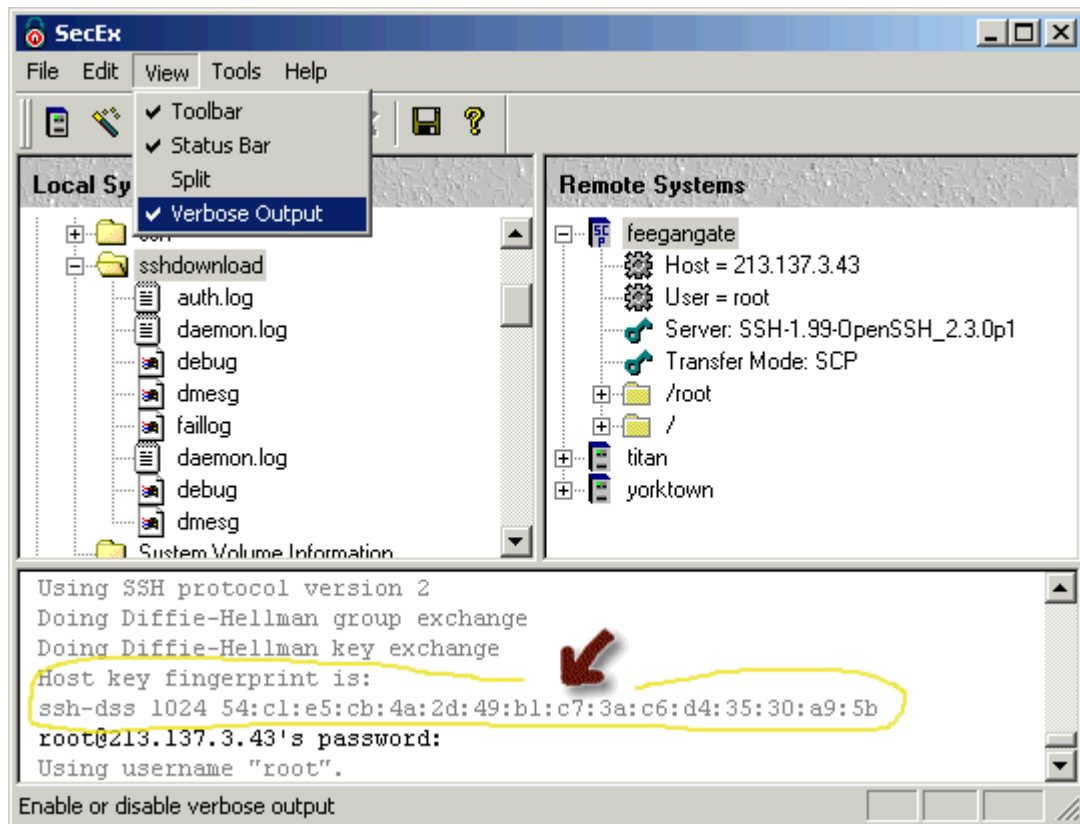 SecEx
File Edit View Tools Help
Toolbar
Status Bar
Split
Verbose Output
Local Sy
sshdownload
auth.log
daemon.log
debug
dmesg
faillog
daemon.log
debug
dmesg
System Volume Information
Remote Systems
feegangate
Host = 213.137.3.43
User = root
Server: SSH-1.99-OpenSSH_2.3.0p1
Transfer Mode: SCP
/root
/
titan
yorktown
Using SSH protocol version 2
Doing Diffie-Hellman group exchange
Doing Diffie-Hellman key exchange
Host key fingerprint is:
ssh-dss 1024 54:c1:e5:cb:4a:2d:49:b1:c7:3a:c6:d4:35:30:a9:5b
root@213.137.3.43's password:
Using username "root".
Enable or disable verbose output